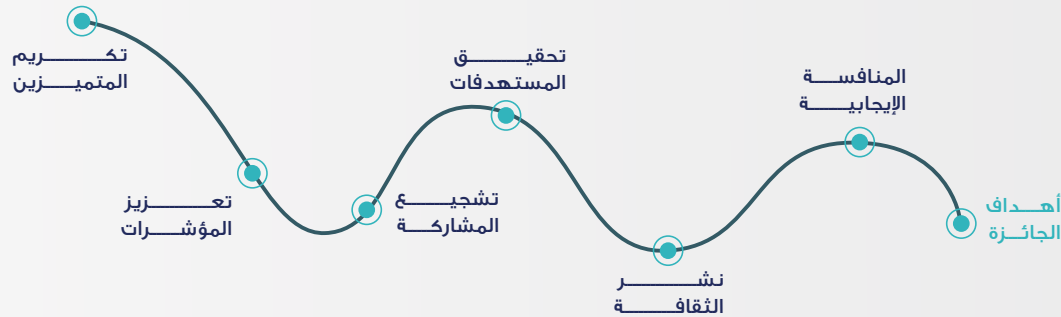 أهداف
الجائزة
المنافسة
الإيجابية
نشر
الثقافة
تحقيق
المستهدفات
تشجيع
المشاركة
تعزيز
المؤشرات
تكريم
المتميزين